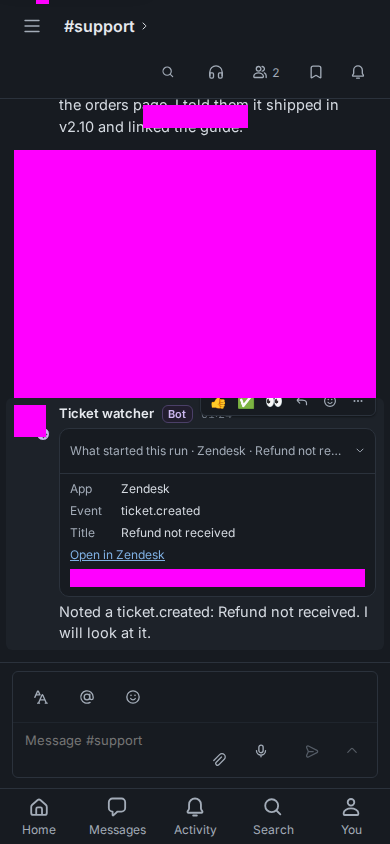 #support
2
the orders page. I told them it shipped in
v2.10 and linked the guide.
Ticket watcher Bot
What started this run · Zendesk · Refund not re...
App Zendesk
Event ticket.created
Title Refund not received
Open in Zendesk
Noted a ticket.created: Refund not received. I
will look at it.
Message #support
Home Messages Activity Search You